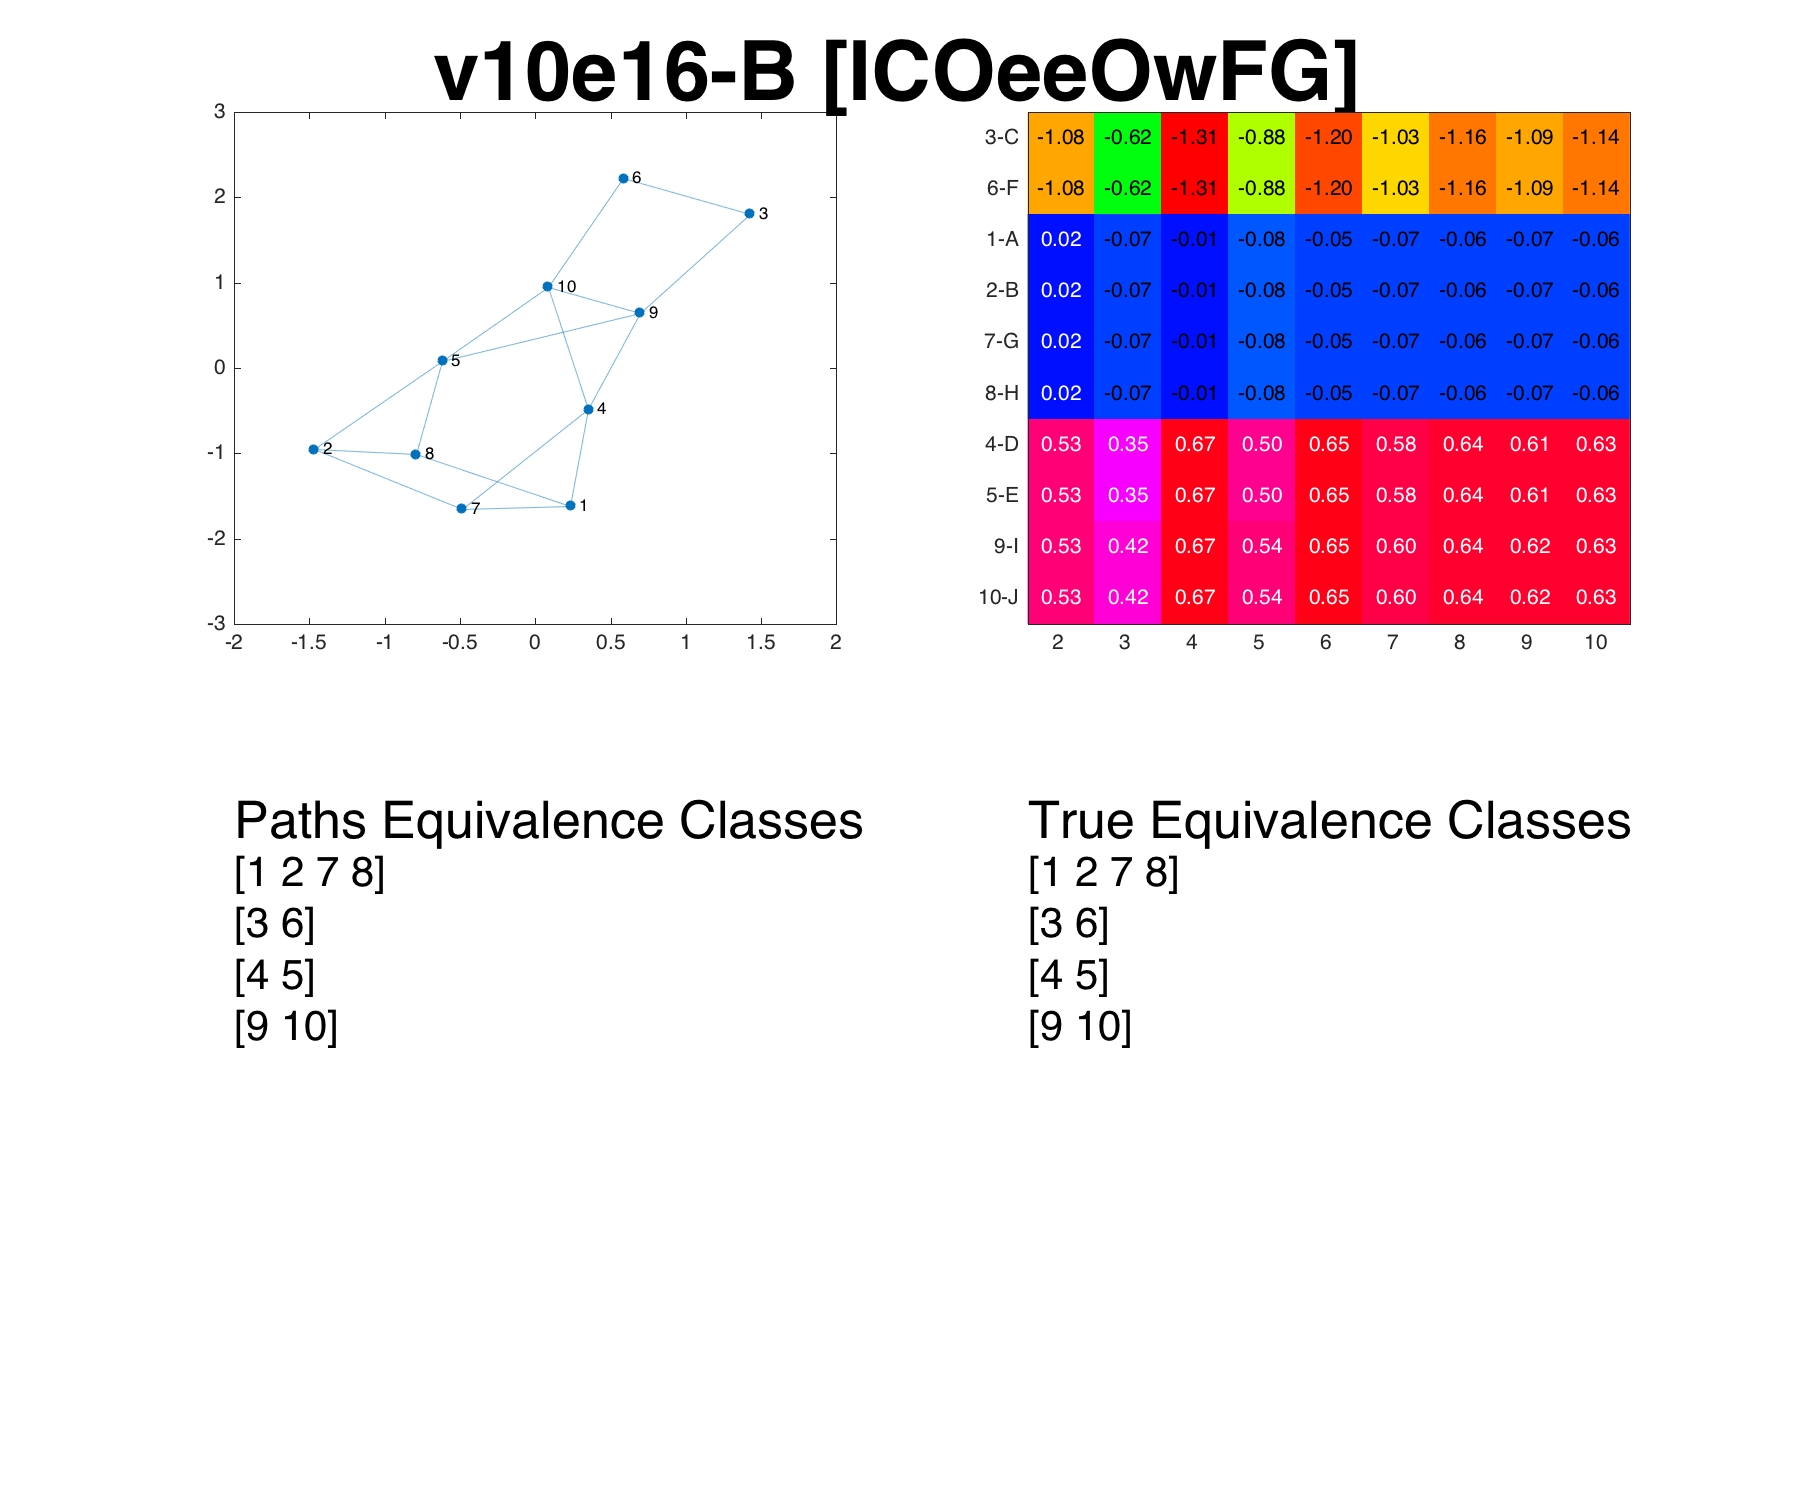 v10e16-B [ICOeeOwFG]
3
2
1
0
-1
-2
-3
-2 -1.5 -1 -0.5 0 0.5 1 1.5 2
6
3
10
9
5
4
2
8
7
1
3-C -1.08 -0.62 -1.31 -0.88 -1.20 -1.03 -1.16 -1.09 -1.14
6-F -1.08 -0.62 -1.31 -0.88 -1.20 -1.03 -1.16 -1.09 -1.14
1-A 0.02 -0.07 -0.01 -0.08 -0.05 -0.07 -0.06 -0.07 -0.06
2-B 0.02 -0.07 -0.01 -0.08 -0.05 -0.07 -0.06 -0.07 -0.06
7-G 0.02 -0.07 -0.01 -0.08 -0.05 -0.07 -0.06 -0.07 -0.06
8-H 0.02 -0.07 -0.01 -0.08 -0.05 -0.07 -0.06 -0.07 -0.06
4-D 0.53 0.35 0.67 0.50 0.65 0.58 0.64 0.61 0.63
5-E 0.53 0.35 0.67 0.50 0.65 0.58 0.64 0.61 0.63
9-I 0.53 0.42 0.67 0.54 0.65 0.60 0.64 0.62 0.63
10-J 0.53 0.42 0.67 0.54 0.65 0.60 0.64 0.62 0.63
2 3 4 5 6 7 8 9 10
Paths Equivalence Classes
[1 2 7 8]
[3 6]
[4 5]
[9 10]
True Equivalence Classes
[1 2 7 8]
[3 6]
[4 5]
[9 10]